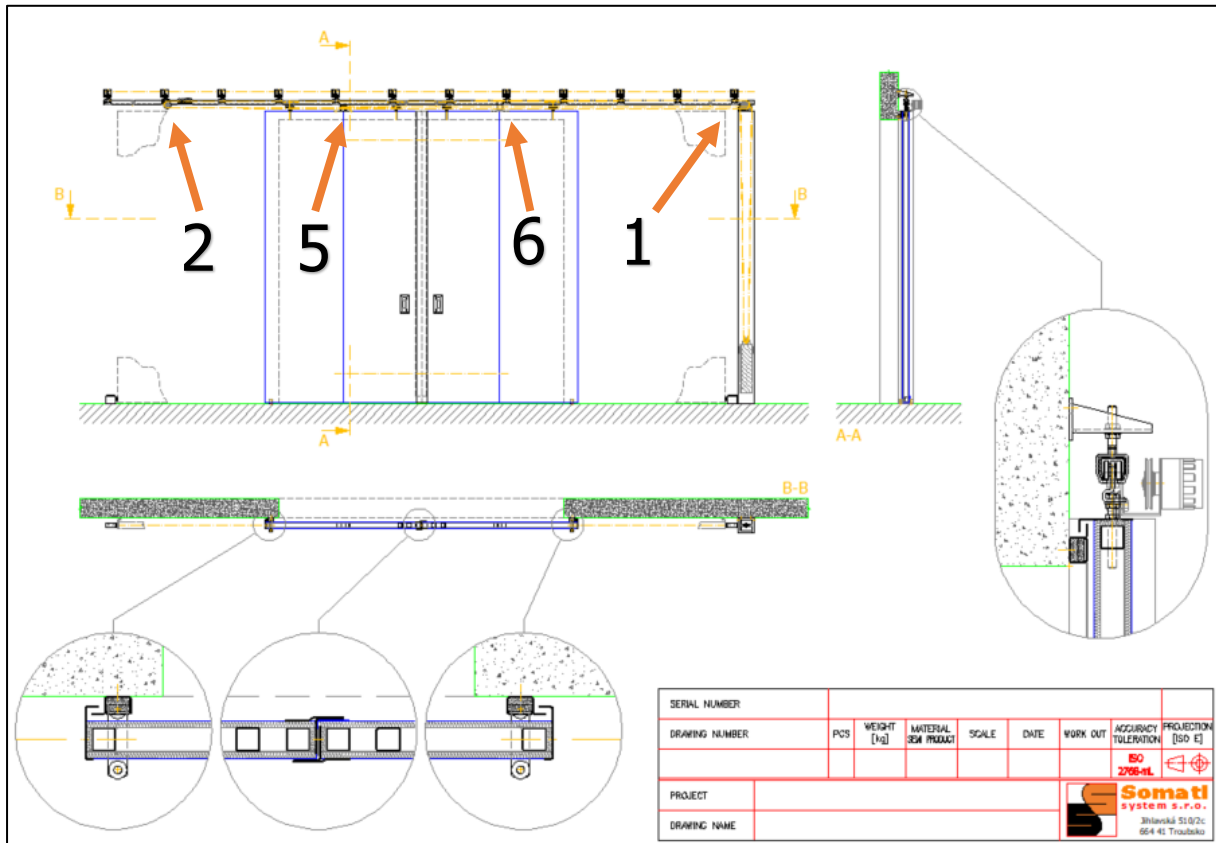 A
B
B
2
5
6
1
A
A-A
B-B
SERIAL NUMBER
DRAWING NUMBER
PCS
WEIGHT
[kg]
MATERIAL
SEMI PRODUCT
SCALE
DATE
WORK OUT
ACCURACY
TOLERATION
PROJECTION
[ISO E]
ISO
2768-mL
PROJECT
DRAWING NAME
Somati
system s.r.o.
Jihlavská 510/2c
664 41 Troubsko